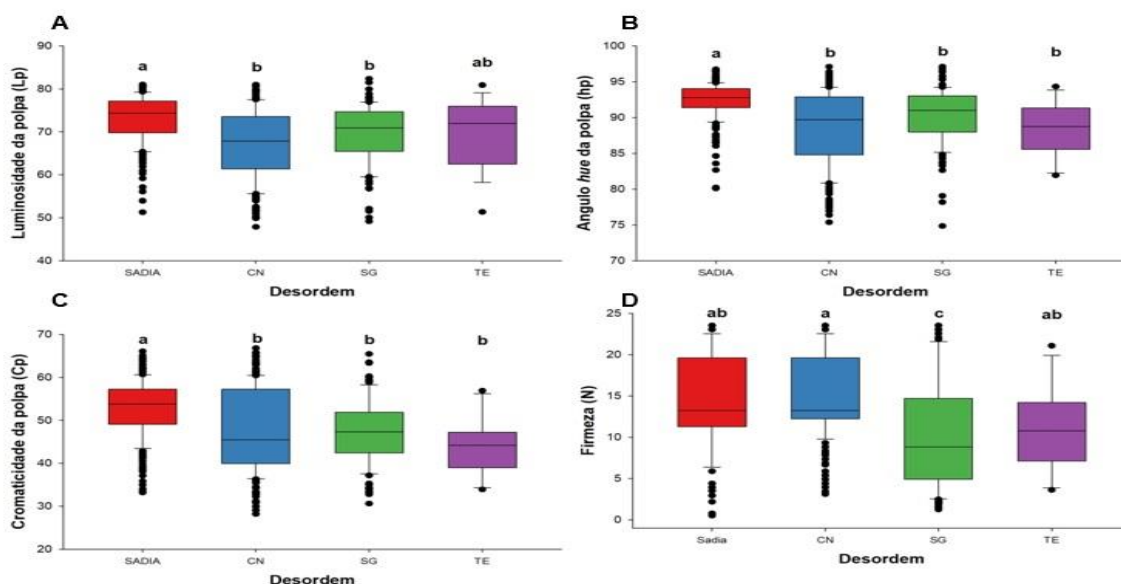 A
Luminosidade da polpa (Lp)
90
80
70
60
50
40
a
b
b
ab
SADIA
CN
SG
TE
Desordem
B
Angulo hue da polpa (hp)
100
95
90
85
80
75
70
a
b
b
b
SADIA
CN
SG
TE
Desordem
C
Cromaticidade da polpa (Cp)
70
60
50
40
30
20
a
b
b
b
SADIA
CN
SG
TE
Desordem
D
Firmeza (N)
25
20
15
10
5
0
ab
a
c
ab
Sadia
CN
SG
TE
Desordem